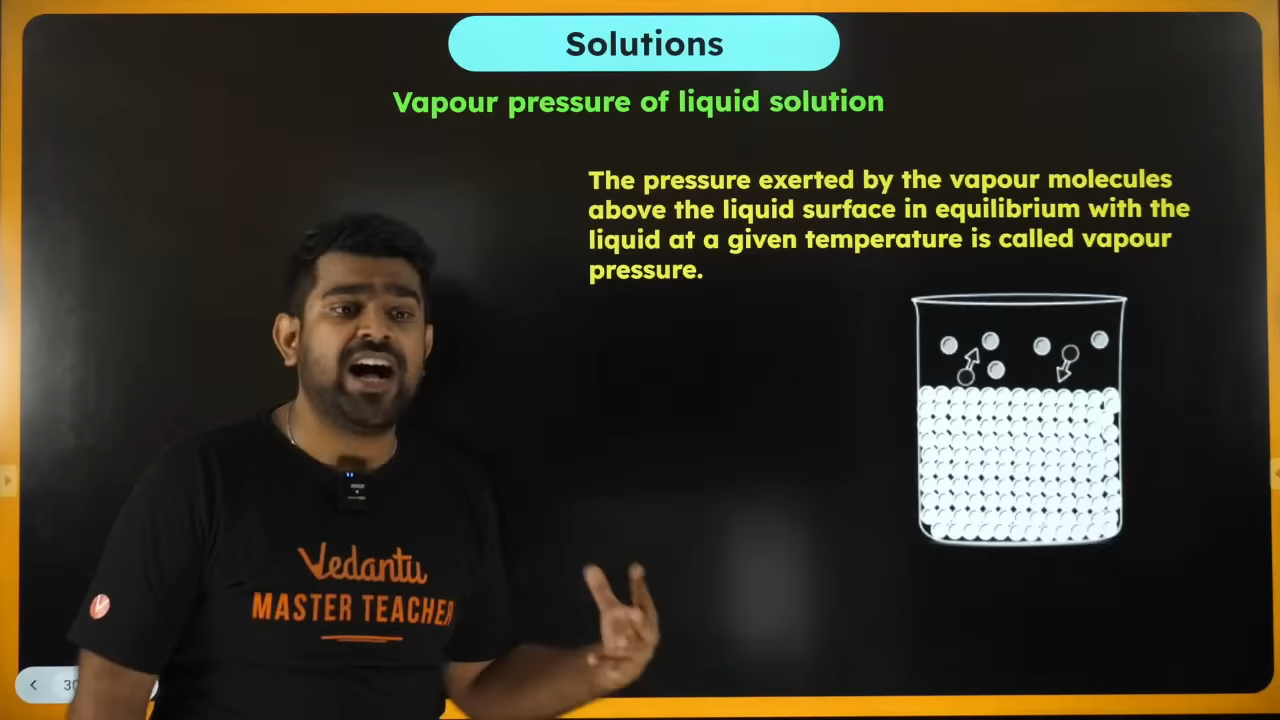 Solutions
Vapour pressure of liquid solution
The pressure exerted by the vapour molecules
above the liquid surface in equilibrium with the
liquid at a given temperature is called vapour
pressure.
Vedantu
MASTER TEACHER